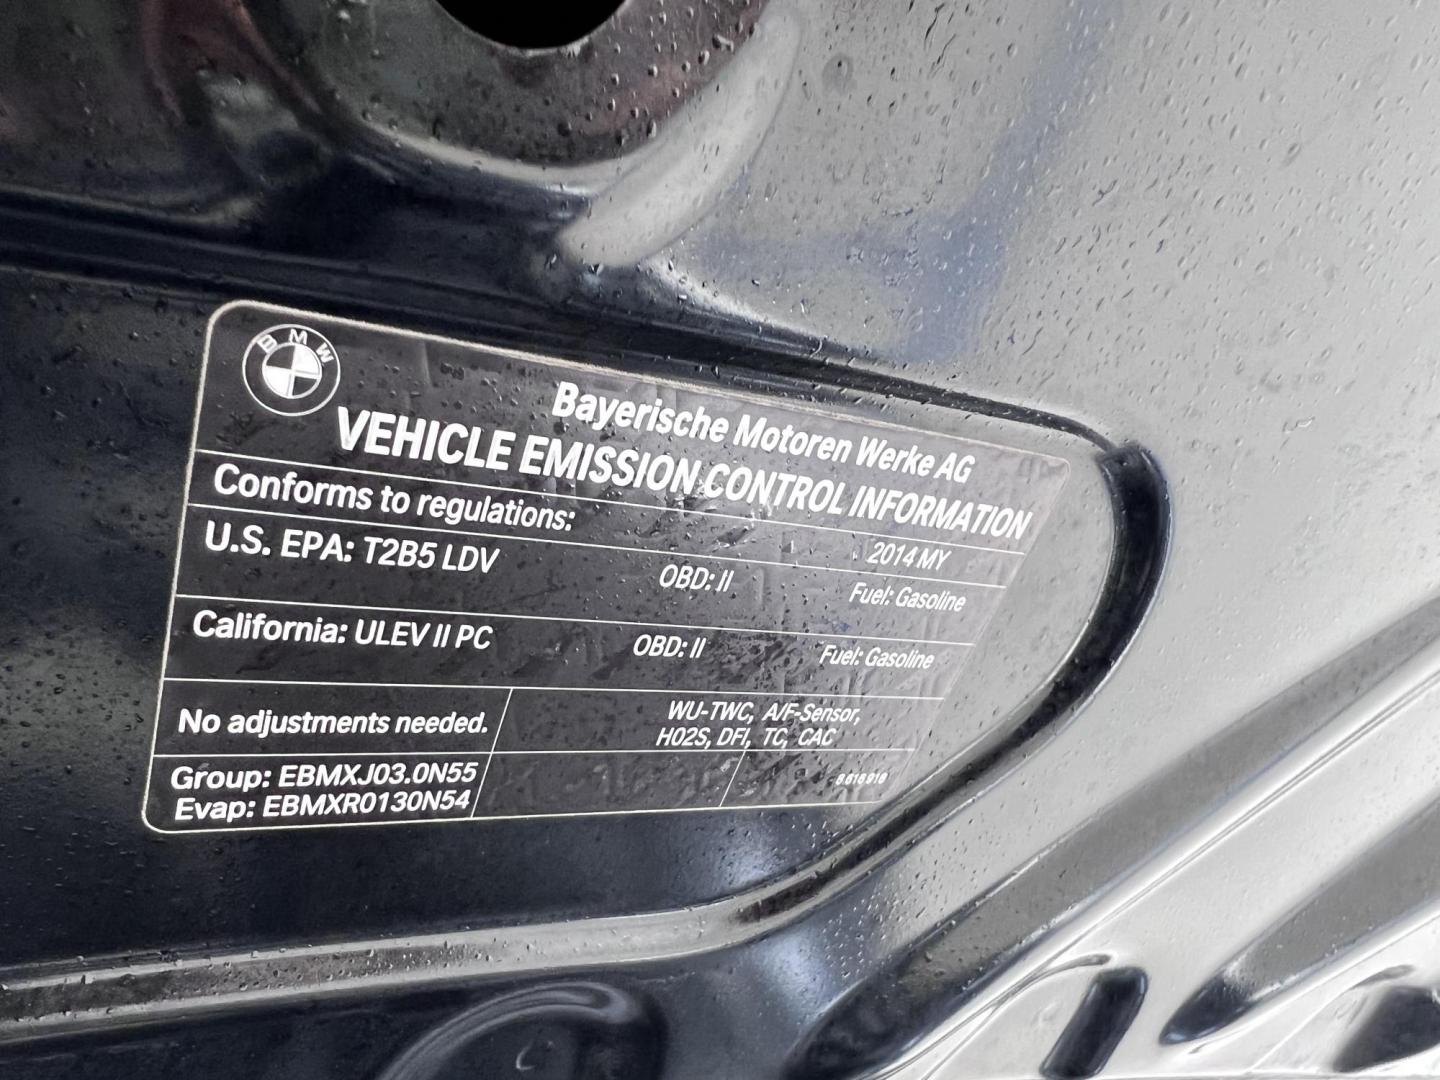 BMW
Bayerische Motoren Werke AG
VEHICLE EMISSION CONTROL INFORMATION
Conforms to regulations: 2014 MY
U.S. EPA: T2B5 LDV OBD: II Fuel: Gasoline
California: ULEV II PC OBD: II Fuel: Gasoline
No adjustments needed.
WU-TWC, A/F-Sensor,
H02S, DFI, TC, CAC
Group: EBMXJ03.0N55
Evap: EBMXR0130N54